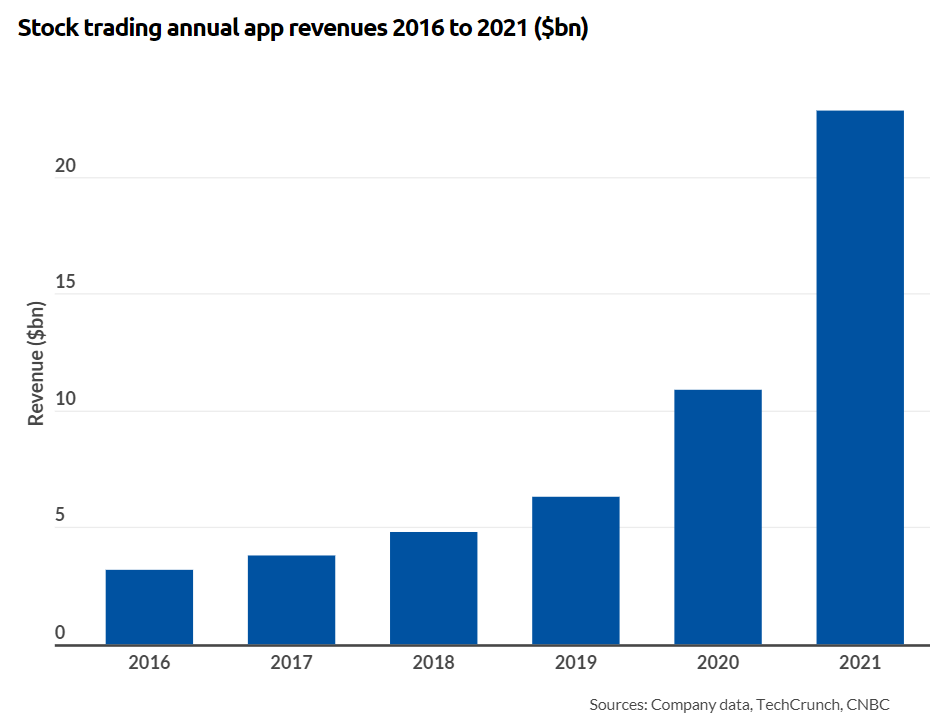 Stock trading annual app revenues 2016 to 2021 ($bn)
20
15
10
5
0
Revenue ($bn)
2016 2017 2018 2019 2020 2021
Sources: Company data, TechCrunch, CNBC